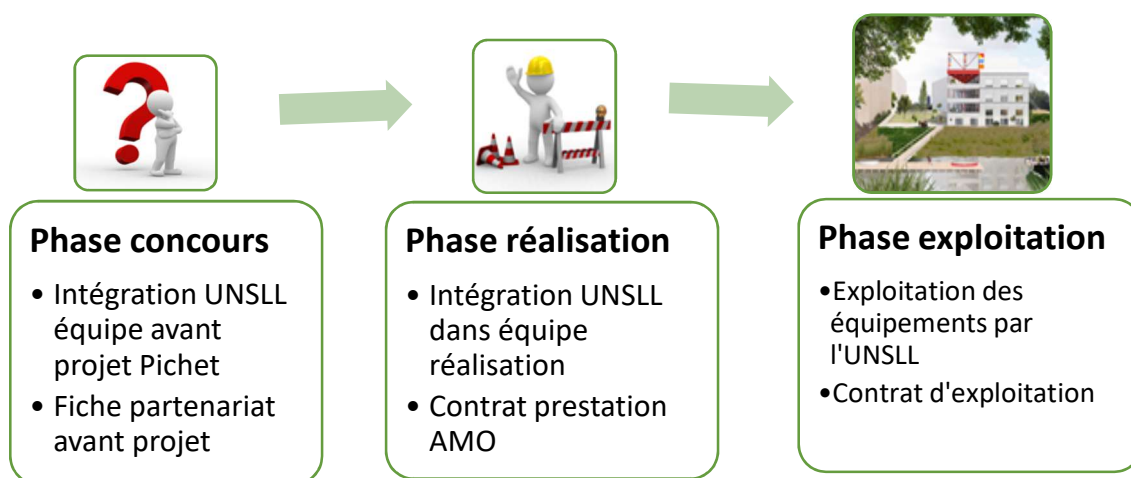 Phase concours
• Intégration UNSLL
équipe avant
projet Pichet
• Fiche partenariat
avant projet
Phase réalisation
• Intégration UNSLL
dans équipe
réalisation
• Contrat prestation
AMO
Phase exploitation
•Exploitation des
équipements par
l'UNSLL
•Contrat d'exploitation